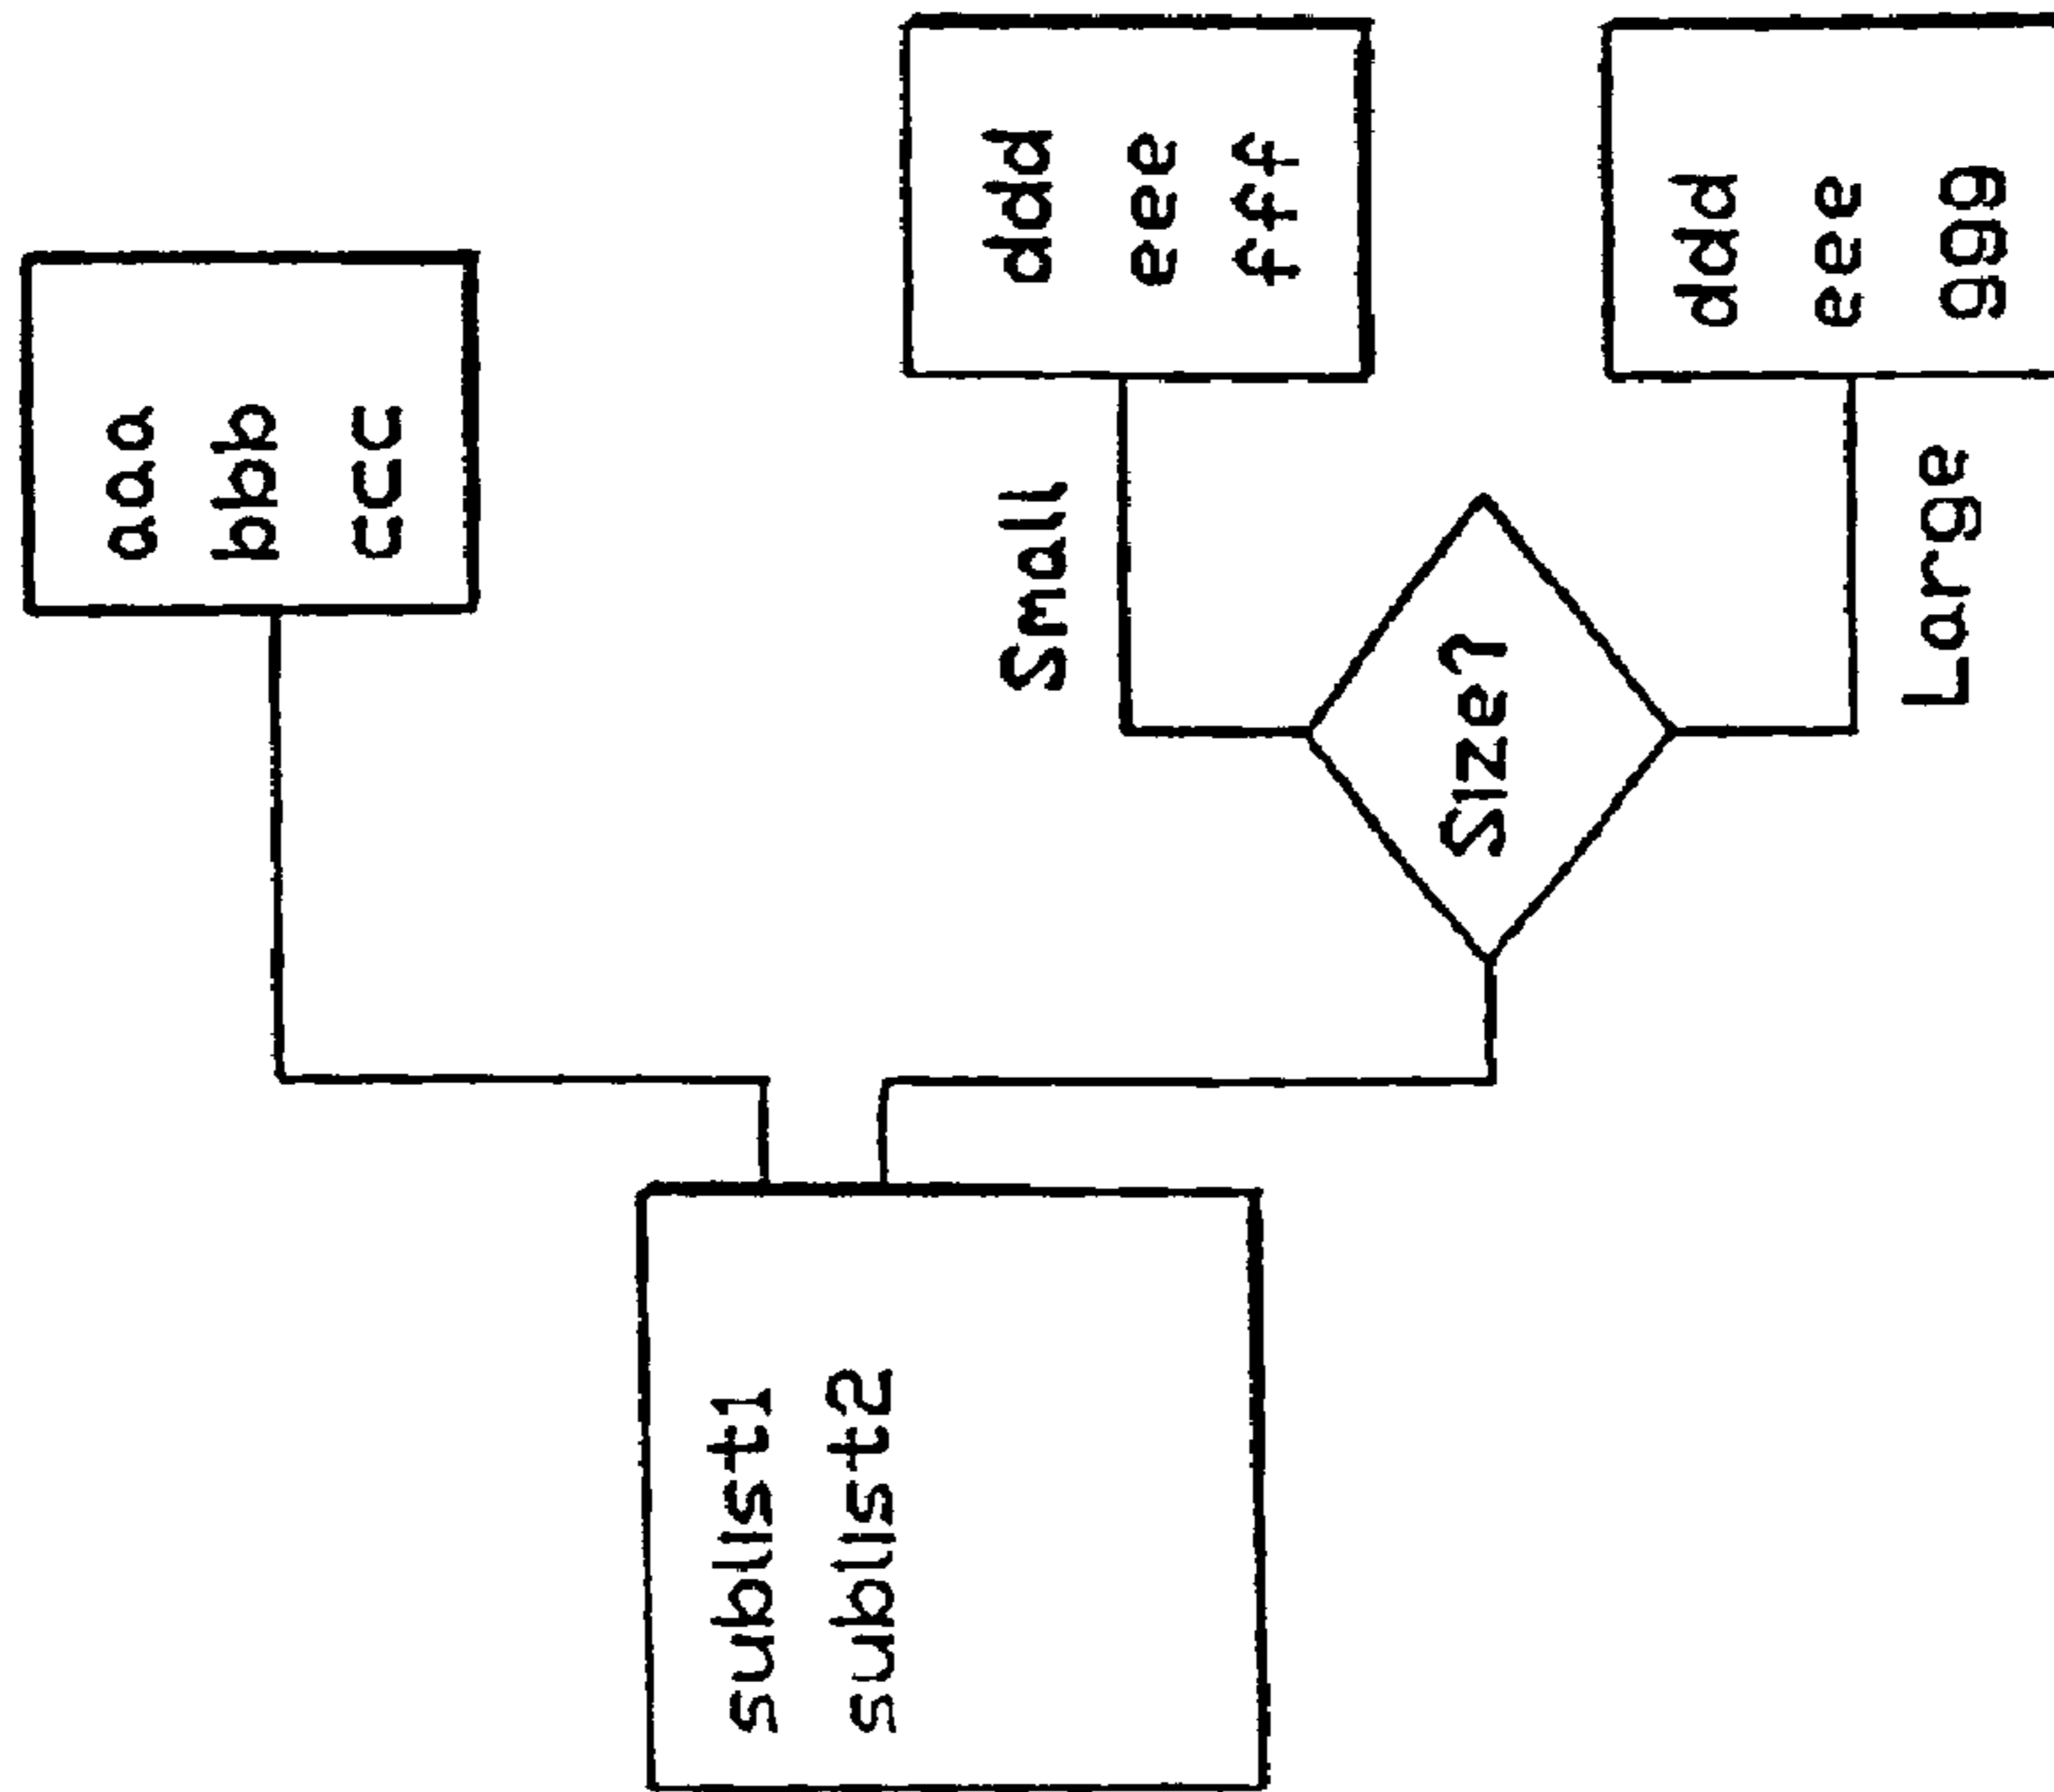 aaa
bbb
ccc
sublist1
sublist2
Small
ddd
eee
fff
Size?
Large
ddd
eee
ggg